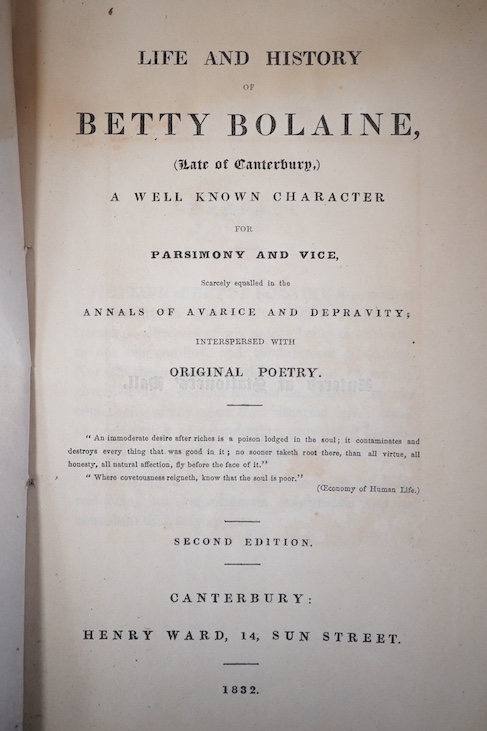 LIFE AND HISTORY
OF
BETTY BOLAINE,
(Late of Canterbury,)
A WELL KNOWN CHARACTER
FOR
PARSIMONY AND VICE,
Scarcely equalled in the
ANNALS OF AVARICE AND DEPRAVITY;
INTERSPERSED WITH
ORIGINAL POETRY.
" An immoderate desire after riches is a poison lodged in the soul; it contaminates and
destroys every thing that was good in it; no sooner taketh root there, than all virtue, all
honesty, all natural affection, fly before the face of it."
" Where covetousness reigneth, know that the soul is poor."
(Œconomy of Human Life.)
SECOND EDITION.
CANTERBURY:
HENRY WARD, 14, SUN STREET.
1832.